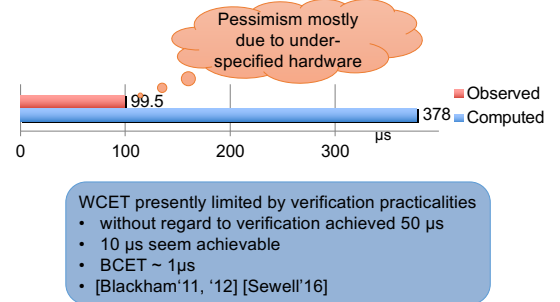 Pessimism mostly
due to under-
specified hardware
99.5
Observed
378
Computed
µs
0 100 200 300
WCET presently limited by verification practicalities
• without regard to verification achieved 50 µs
• 10 µs seem achievable
• BCET ~ 1µs
• [Blackham‘11, ‘12] [Sewell’16]